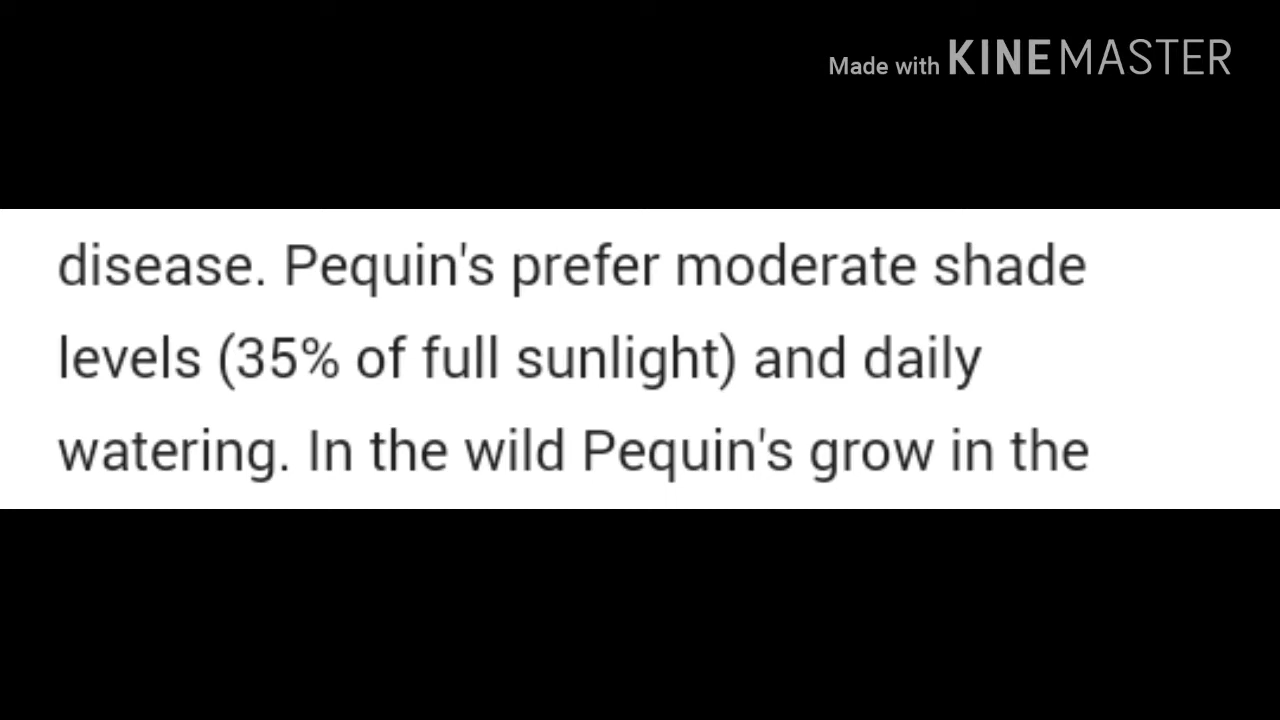 Made with KINEMASTER
disease. Pequin's prefer moderate shade
levels (35% of full sunlight) and daily
watering. In the wild Pequin's grow in the